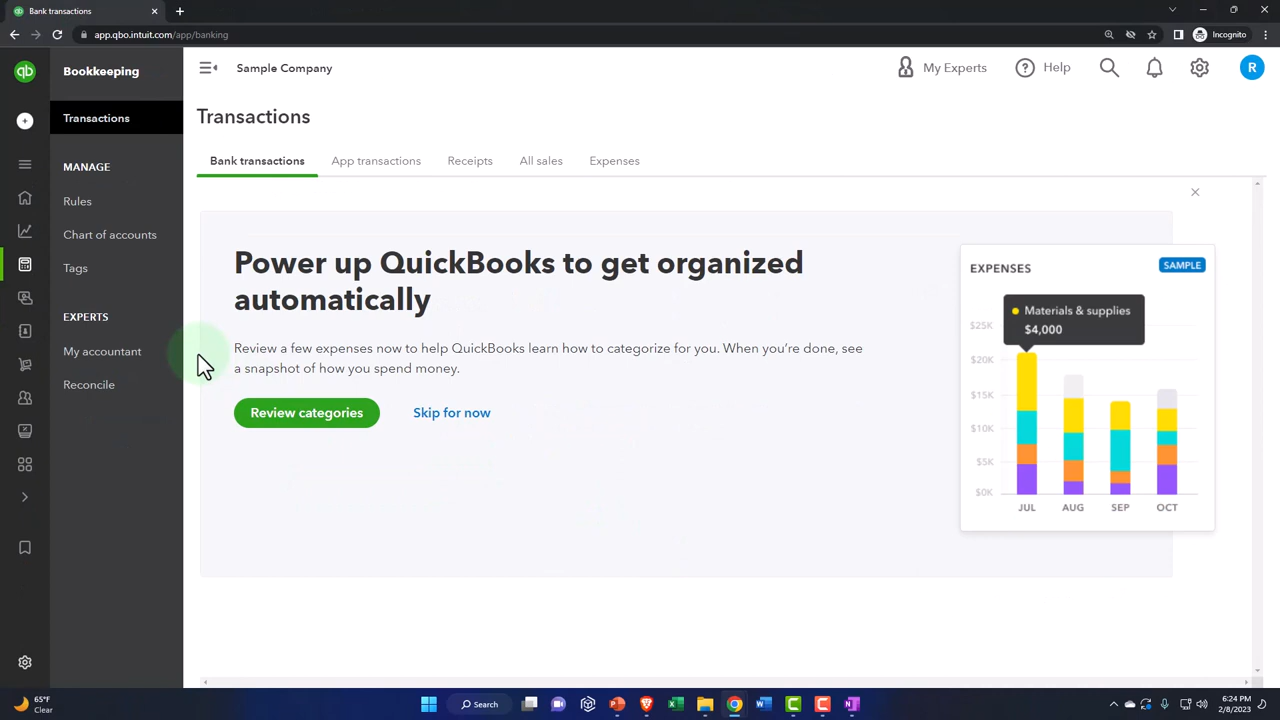 Bank transactions
app.qbo.intuit.com/app/banking
Incognito
qb
Bookkeeping
Sample Company
My Experts
Help
R
Transactions
Transactions
MANAGE
Rules
Chart of accounts
Tags
EXPERTS
My accountant
Reconcile
Bank transactions
App transactions
Receipts
All sales
Expenses
Power up QuickBooks to get organized
automatically
Review a few expenses now to help QuickBooks learn how to categorize for you. When you're done, see
a snapshot of how you spend money.
Review categories
Skip for now
EXPENSES
SAMPLE
Materials & supplies
$4,000
$25K
$20K
$15K
$10K
$5K
$0K
JUL
AUG
SEP
OCT
65°F
Clear
Search
6:24 PM
2/8/2023